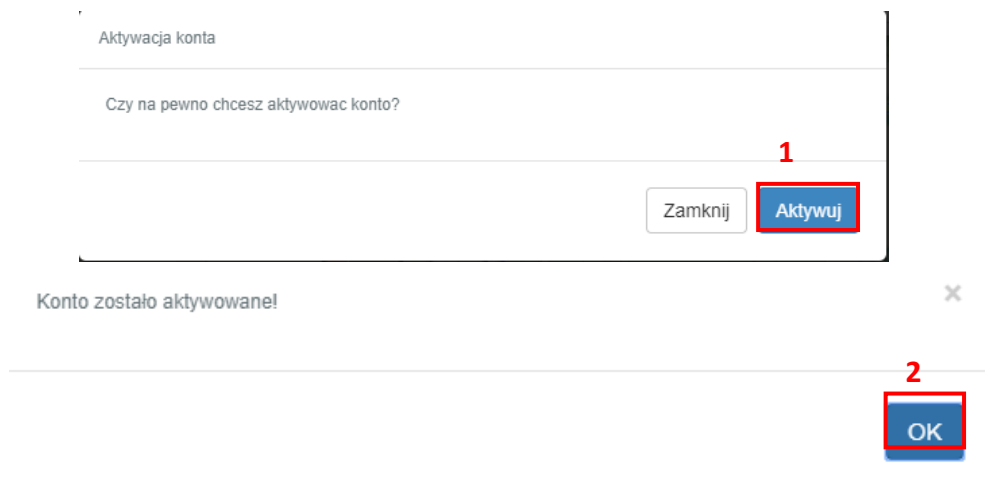 Aktywacja konta
Czy na pewno chcesz aktywowac konto?
1
Zamknij Aktywuj
Konto zostało aktywowane! ×
2
OK